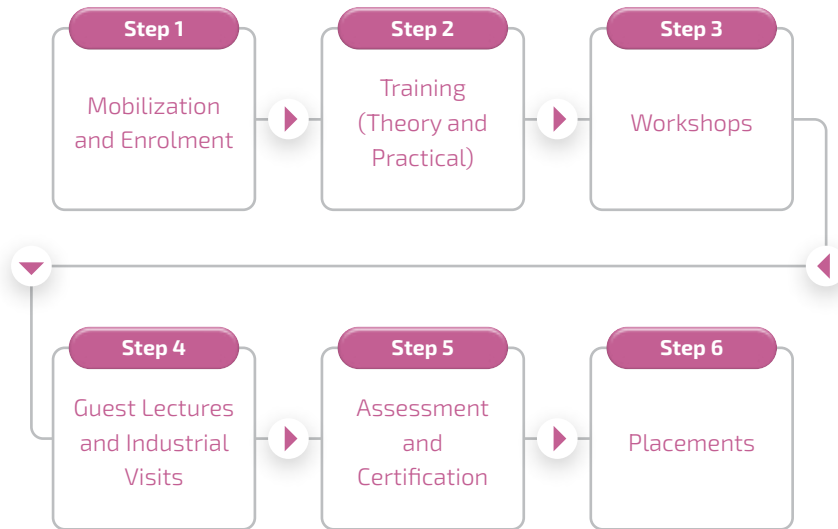 Step 1
Mobilization
and Enrolment
Step 2
Training
(Theory and
Practical)
Step 3
Workshops
Step 4
Guest Lectures
and Industrial
Visits
Step 5
Assessment
and
Certification
Step 6
Placements